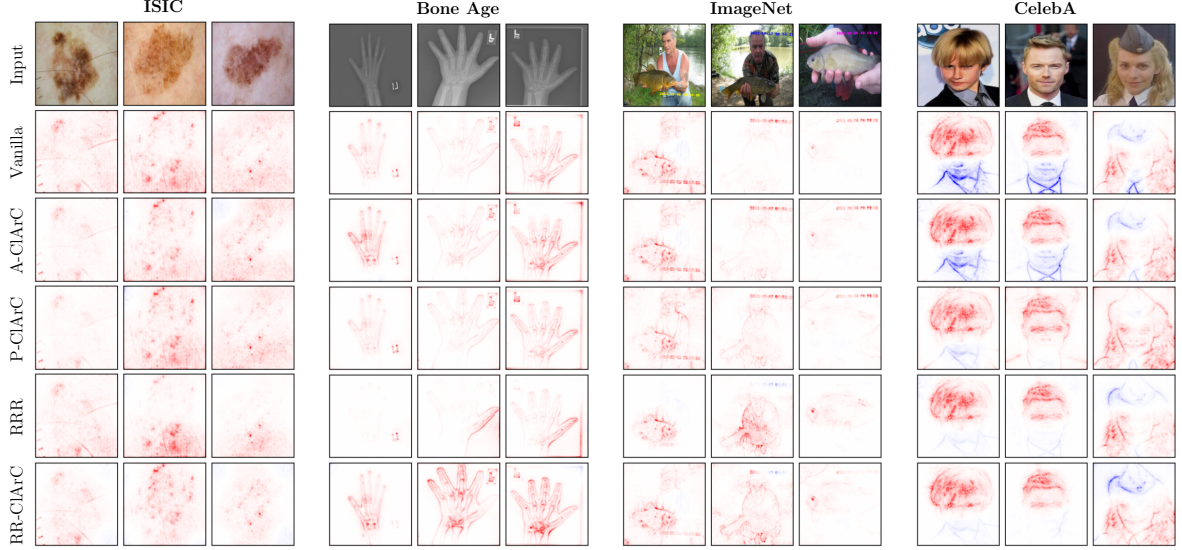 ISIC
Bone Age
ImageNet
CelebA
Input
Vanilla
A-ClArC
P-ClArC
RRR
RR-ClArC